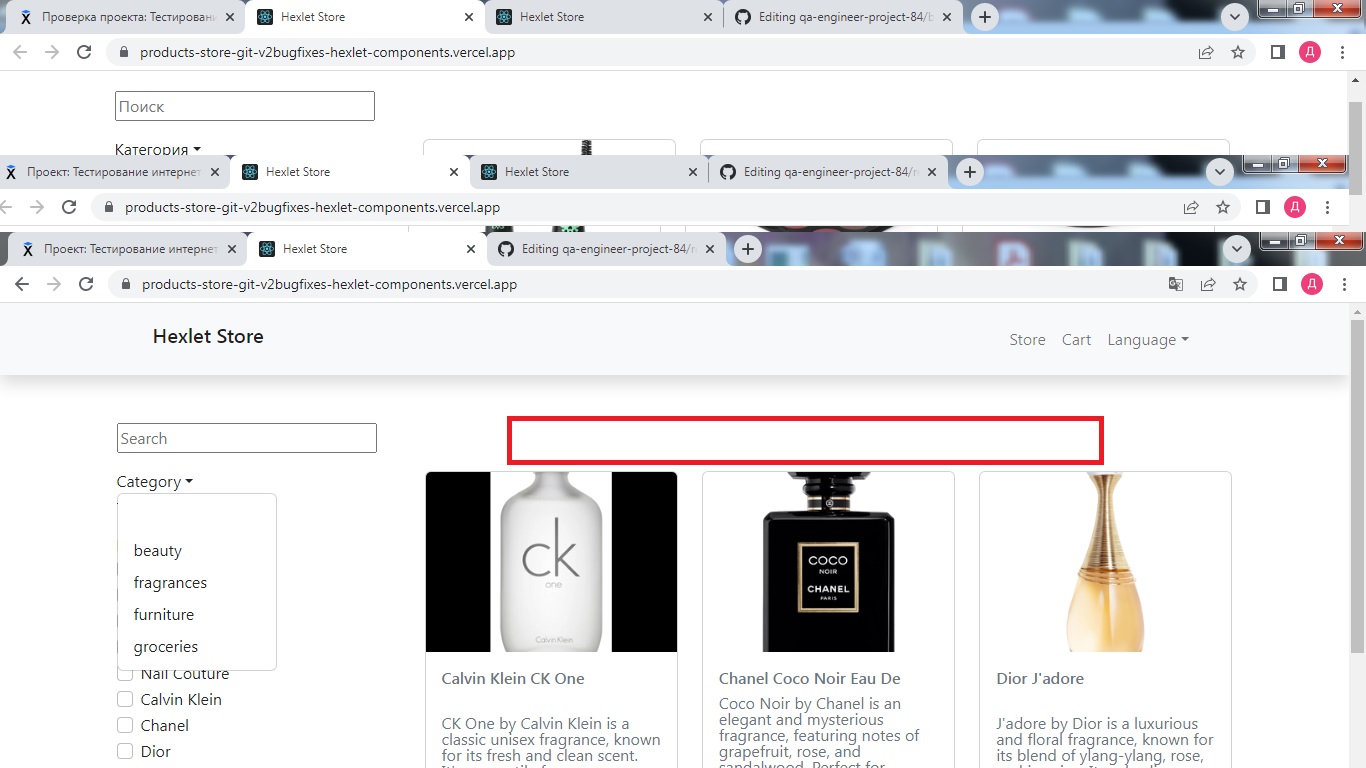 Проверка проекта: Тестирован
Hexlet Store
Hexlet Store
Editing qa-engineer-project-84/b
products-store-git-v2bugfixes-hexlet-components.vercel.app
Д
Поиск
Категория
Проект: Тестирование интернет
Hexlet Store
Hexlet Store
Editing qa-engineer-project-84/n
products-store-git-v2bugfixes-hexlet-components.vercel.app
Д
Проект: Тестирование интернет
Hexlet Store
Editing qa-engineer-project-84/n
products-store-git-v2bugfixes-hexlet-components.vercel.app
Д
Hexlet Store
Store Cart Language
Search
Category
beauty
fragrances
furniture
groceries
Nail Couture
Calvin Klein
Chanel
Dior
ck
one
Calvin Klein
COCO
NOIR
CHANEL
PARIS
Calvin Klein CK One
CK One by Calvin Klein is a
classic unisex fragrance, known
for its fresh and clean scent.
Chanel Coco Noir Eau De
Coco Noir by Chanel is an
elegant and mysterious
fragrance, featuring notes of
grapefruit, rose, and
sandalwood. Perfect for
Dior J'adore
J'adore by Dior is a luxurious
and floral fragrance, known for
its blend of ylang-ylang, rose,